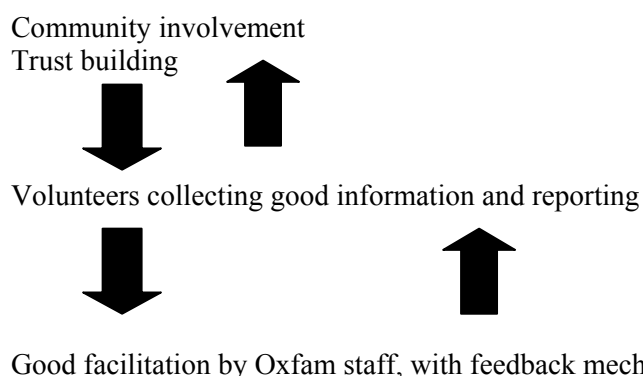 Community involvement
Trust building
Volunteers collecting good information and reporting
Good facilitation by Oxfam staff, with feedback mech